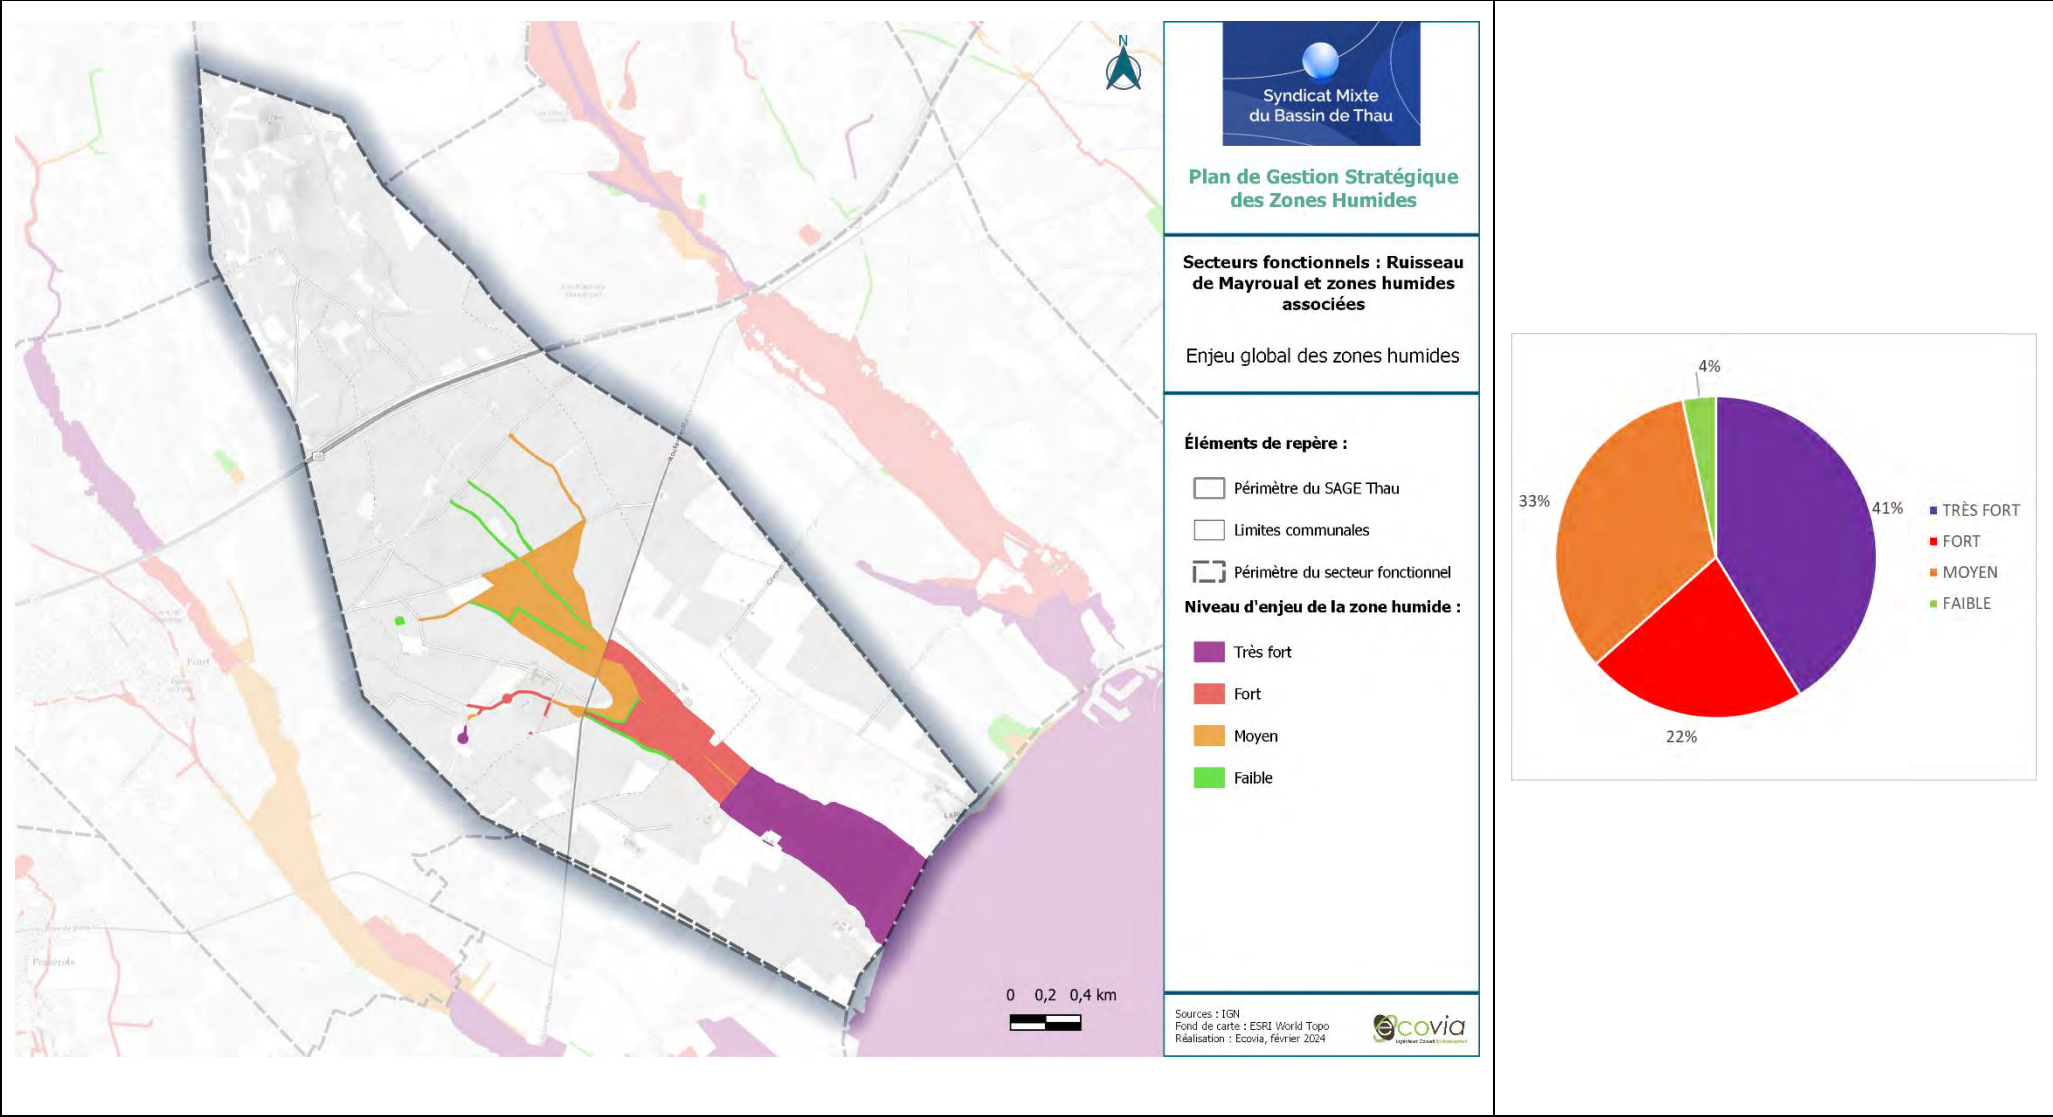 N
Pinet
Pomérols
0 0,2 0,4 km
Syndicat Mixte
du Bassin de Thau
Plan de Gestion Stratégique
des Zones Humides
Secteurs fonctionnels : Ruisseau
de Mayroual et zones humides
associées
Enjeu global des zones humides
Éléments de repère :
Périmètre du SAGE Thau
Limites communales
Périmètre du secteur fonctionnel
Niveau d'enjeu de la zone humide :
Très fort
Fort
Moyen
Faible
Sources : IGN
Fond de carte : ESRI World Topo
Réalisation : Ecovia, février 2024
ecovia
4%
33%
41%
22%
TRÈS FORT
FORT
MOYEN
FAIBLE